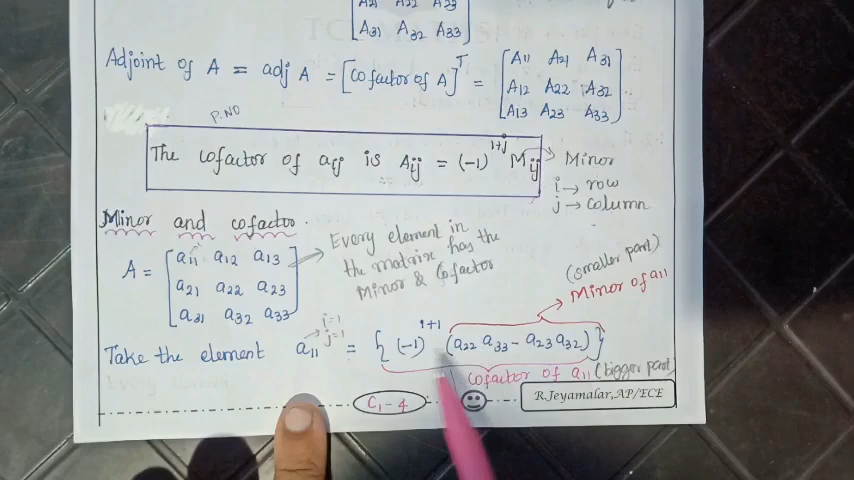 A21 A22 A23
A31 A32 A33
Adjoint of A = adj A = [cofactor of A]^T = [A11 A21 A31
A12 A22 A32
A13 A23 A33]
P.NO
The cofactor of aij is Aij = (-1)^i+j Mij → Minor
i → row
j → column
Minor and cofactor.
A = [a11 a12 a13
a21 a22 a23
a31 a32 a33]
Every element in
the matrix has the
Minor & Cofactor
(smaller part)
Minor of a11
i=1
j=1
Take the element a11 = {(-1)^1+1 (a22 a33 - a23 a32)}
cofactor of a11 (bigger part)
C1-4
R.Jeyamalar,AP/ECE